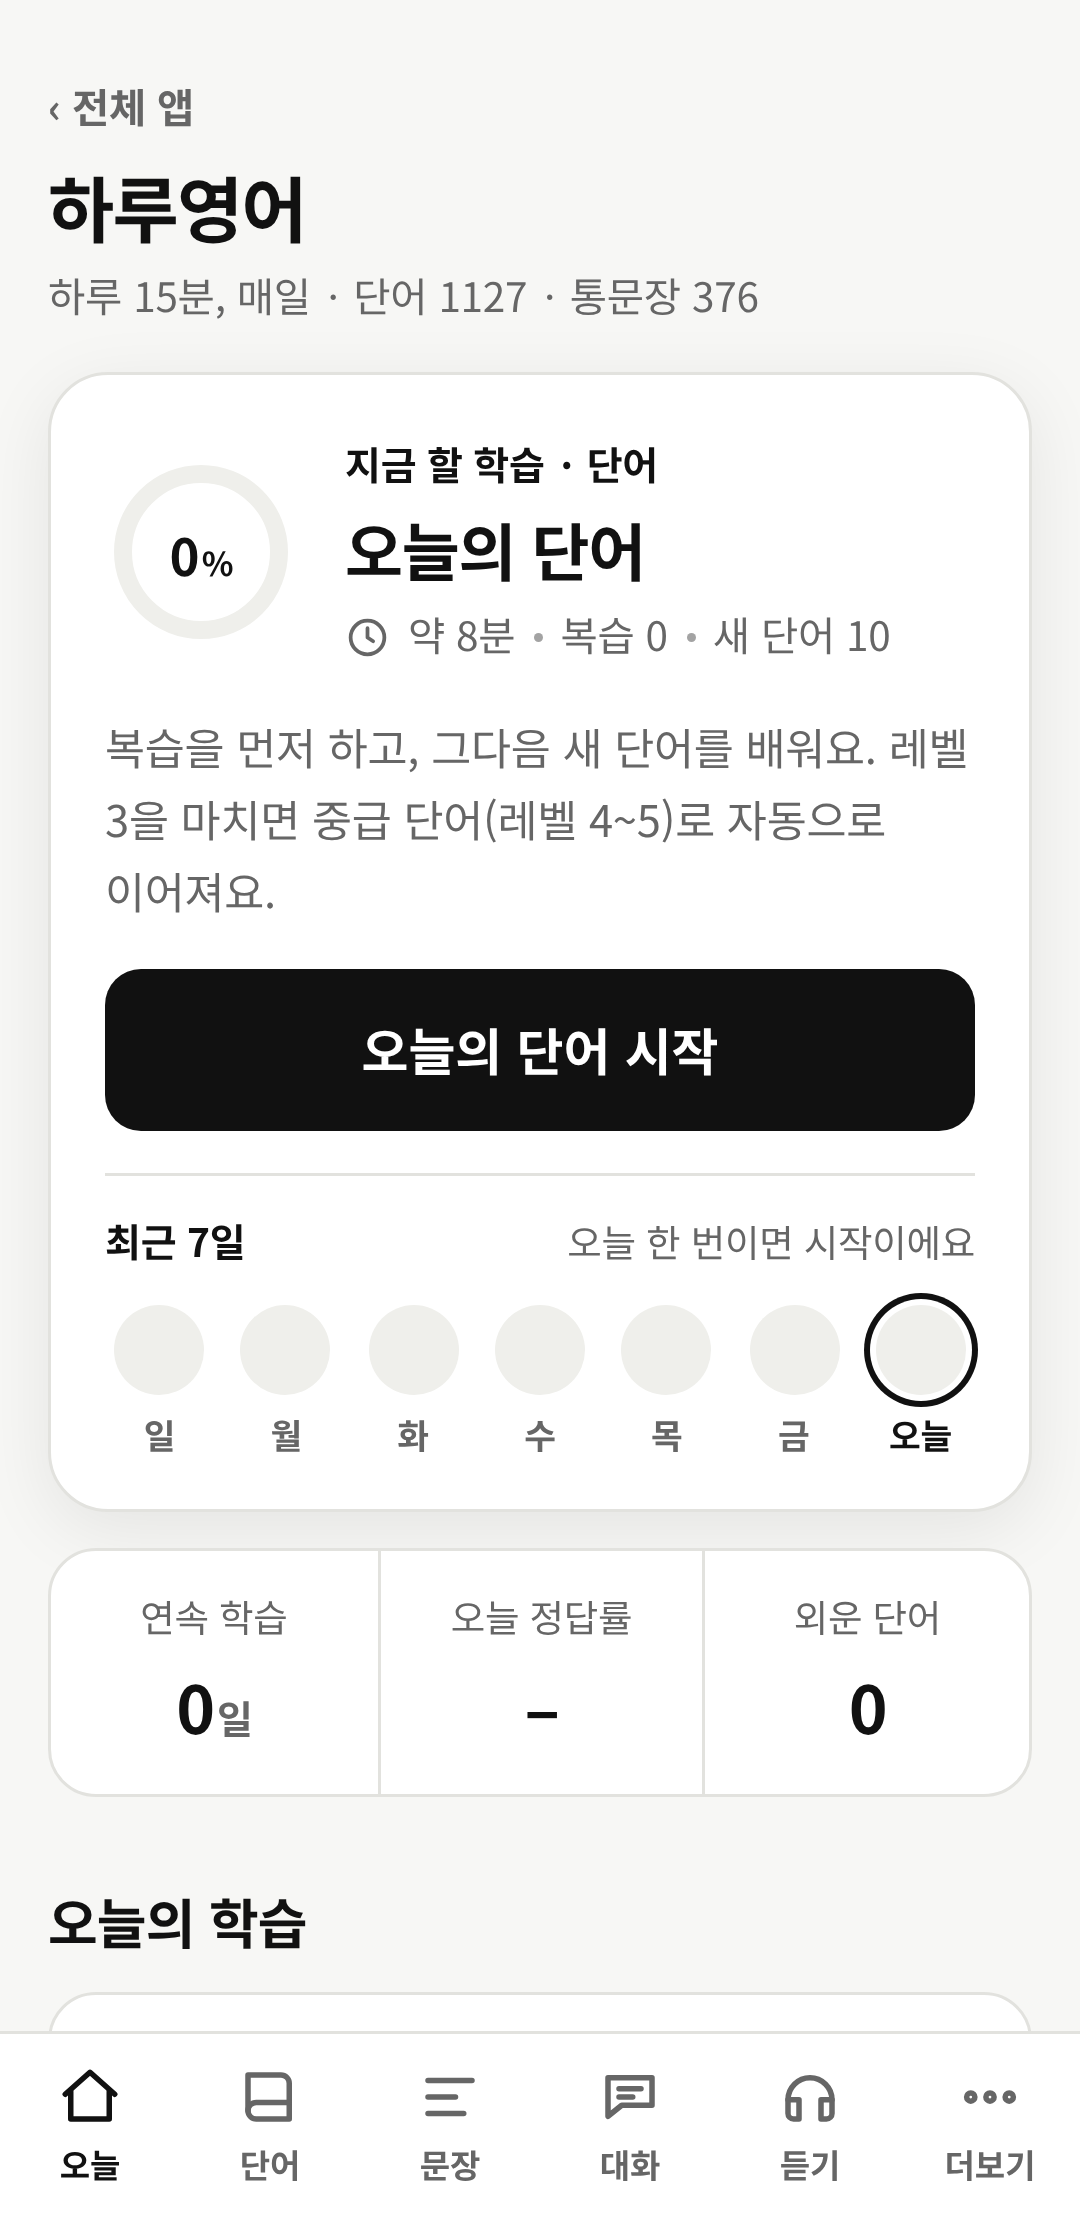 ‹ 전체 앱
하루영어
하루 15분, 매일 · 단어 1127 · 통문장 376
0%
지금 할 학습 · 단어
오늘의 단어
약 8분 • 복습 0 • 새 단어 10
복습을 먼저 하고, 그다음 새 단어를 배워요. 레벨
3을 마치면 중급 단어(레벨 4~5)로 자동으로
이어져요.
오늘의 단어 시작
최근 7일 오늘 한 번이면 시작이에요
일 월 화 수 목 금 오늘
연속 학습 오늘 정답률 외운 단어
0일 – 0
오늘의 학습
오늘 단어 문장 대화 듣기 더보기